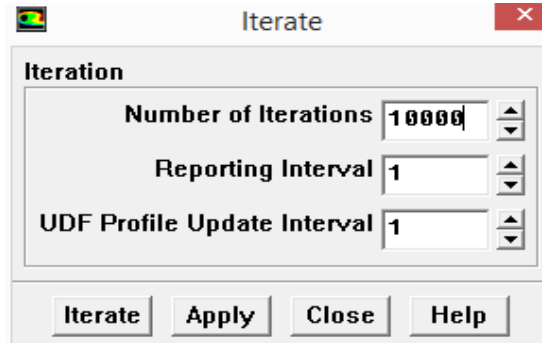 Iterate
Iteration
Number of Iterations 10000
Reporting Interval 1
UDF Profile Update Interval 1
Iterate Apply Close Help